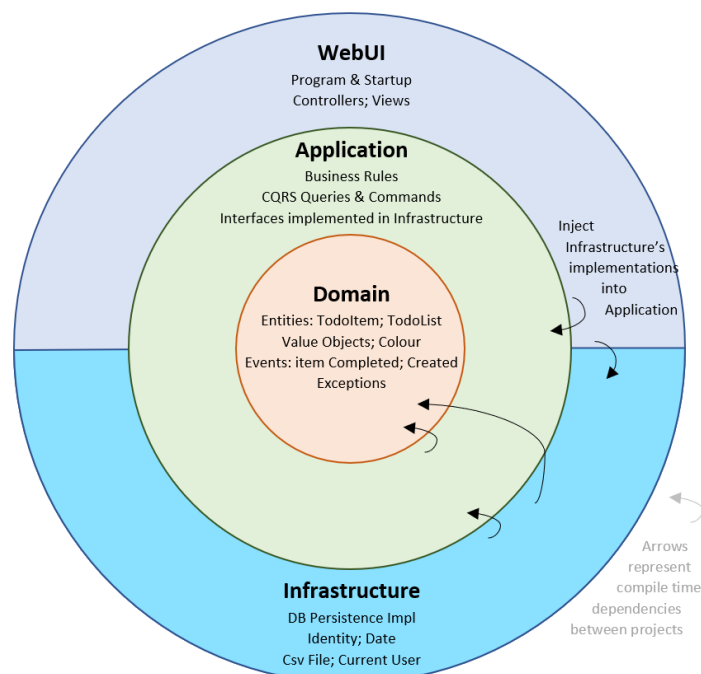 WebUI
Program & Startup
Controllers; Views
Application
Business Rules
CQRS Queries & Commands
Interfaces implemented in Infrastructure
Inject
Infrastructure's
implementations
into
Application
Domain
Entities: TodoItem; TodoList
Value Objects; Colour
Events: item Completed; Created
Exceptions
Arrows
represent
compile time
dependencies
between projects
Infrastructure
DB Persistence Impl
Identity; Date
Csv File; Current User